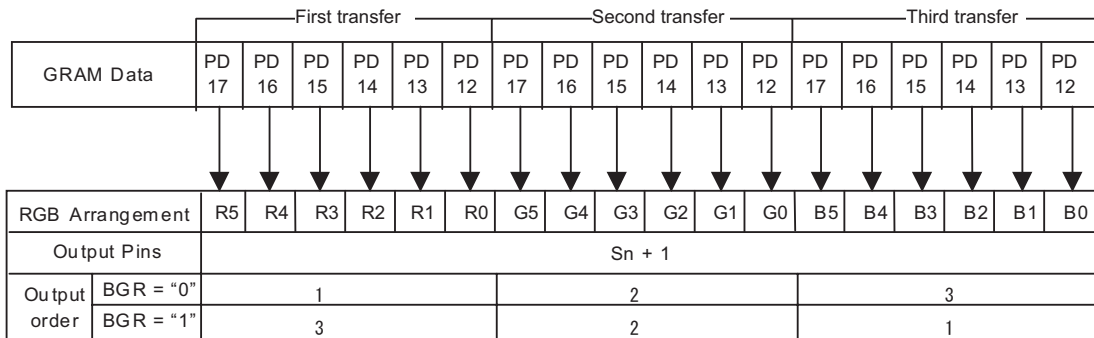 First transfer Second transfer Third transfer
GRAM Data PD 17 PD 16 PD 15 PD 14 PD 13 PD 12 PD 17 PD 16 PD 15 PD 14 PD 13 PD 12 PD 17 PD 16 PD 15 PD 14 PD 13 PD 12
RGB Arrangement R5 R4 R3 R2 R1 R0 G5 G4 G3 G2 G1 G0 B5 B4 B3 B2 B1 B0
Output Pins Sn + 1
Output order BGR = “0” 1 2 3
BGR = “1” 3 2 1